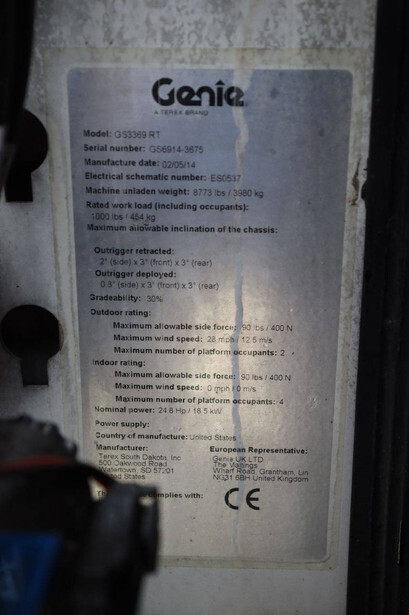 Genie
A TEREX BRAND
Model: GS3369 RT
Serial number: GS6914-3675
Manufacture date: 02/05/14
Electrical schematic number: ES0537
Machine unladen weight: 8773 lbs / 3980 kg
Rated work load (including occupants):
1000 lbs / 454 kg
Maximum allowable inclination of the chassis:
Outrigger retracted:
2° (side) x 3° (front) x 3° (rear)
Outrigger deployed:
0.8° (side) x 3° (front) x 3° (rear)
Gradeability: 30%
Outdoor rating:
Maximum allowable side force: 90 lbs / 400 N
Maximum wind speed: 28 mph / 12.5 m/s
Maximum number of platform occupants: 2
Indoor rating:
Maximum allowable side force: 90 lbs / 400 N
Maximum wind speed: 0 mph / 0 m/s
Maximum number of platform occupants: 4
Nominal power: 24.8 Hp / 18.5 kW
Power supply:
Country of manufacture: United States
Manufacturer:
Terex South Dakota, Inc
500 Oakwood Road
Watertown, SD 57201
United States
European Representative:
Genie UK LTD
The Maltings
Wharf Road, Grantham, Lin
NG31 6BH United Kingdom
complies with:
CE